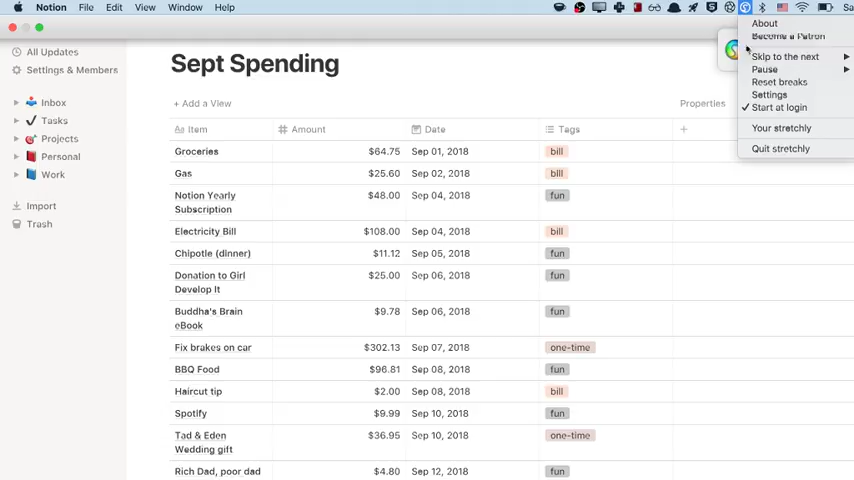 Notion File Edit View Window Help Sa
About
Become a Patron
Skip to the next
Pause
Reset breaks
Settings
Start at login
Your stretchly
Quit stretchly
All Updates
Settings & Members
Inbox
Tasks
Projects
Personal
Work
Import
Trash
Sept Spending
+ Add a View Properties
Item Amount Date Tags +
Groceries $64.75 Sep 01, 2018 bill
Gas $25.60 Sep 02, 2018 bill
Notion Yearly $48.00 Sep 04, 2018 fun
Subscription
Electricity Bill $108.00 Sep 04, 2018 bill
Chipotle (dinner) $11.12 Sep 05, 2018 fun
Donation to Girl $25.00 Sep 06, 2018 fun
Develop It
Buddha's Brain $9.78 Sep 06, 2018 fun
eBook
Fix brakes on car $302.13 Sep 07, 2018 one-time
BBQ Food $96.81 Sep 08, 2018 fun
Haircut tip $2.00 Sep 08, 2018 bill
Spotify $9.99 Sep 10, 2018 fun
Tad & Eden $36.95 Sep 10, 2018 one-time
Wedding gift
Rich Dad, poor dad $4.80 Sep 12, 2018 fun